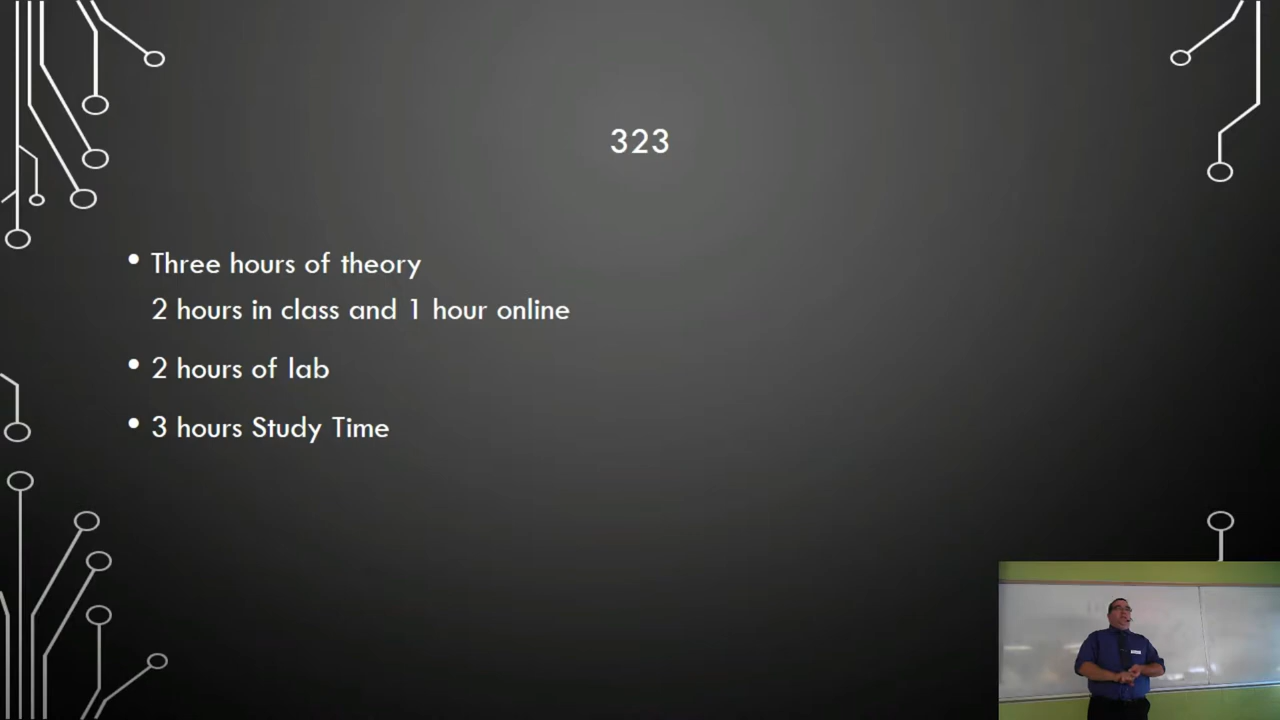 323
• Three hours of theory
2 hours in class and 1 hour online
• 2 hours of lab
• 3 hours Study Time